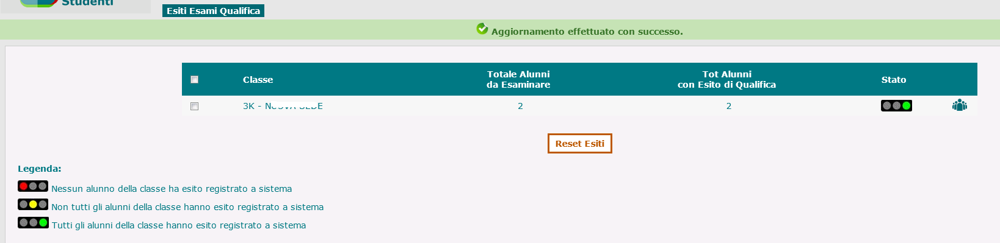 Studenti
Esiti Esami Qualifica
Aggiornamento effettuato con successo.
Classe
Totale Alunni
da Esaminare
Tot Alunni
con Esito di Qualifica
Stato
3K - NUOVA SEDE
2
2
Reset Esiti
Legenda:
Nessun alunno della classe ha esito registrato a sistema
Non tutti gli alunni della classe hanno esito registrato a sistema
Tutti gli alunni della classe hanno esito registrato a sistema